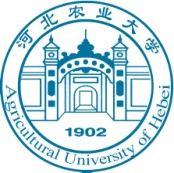 河北农业大学
1902
Agricultural University of Hebei